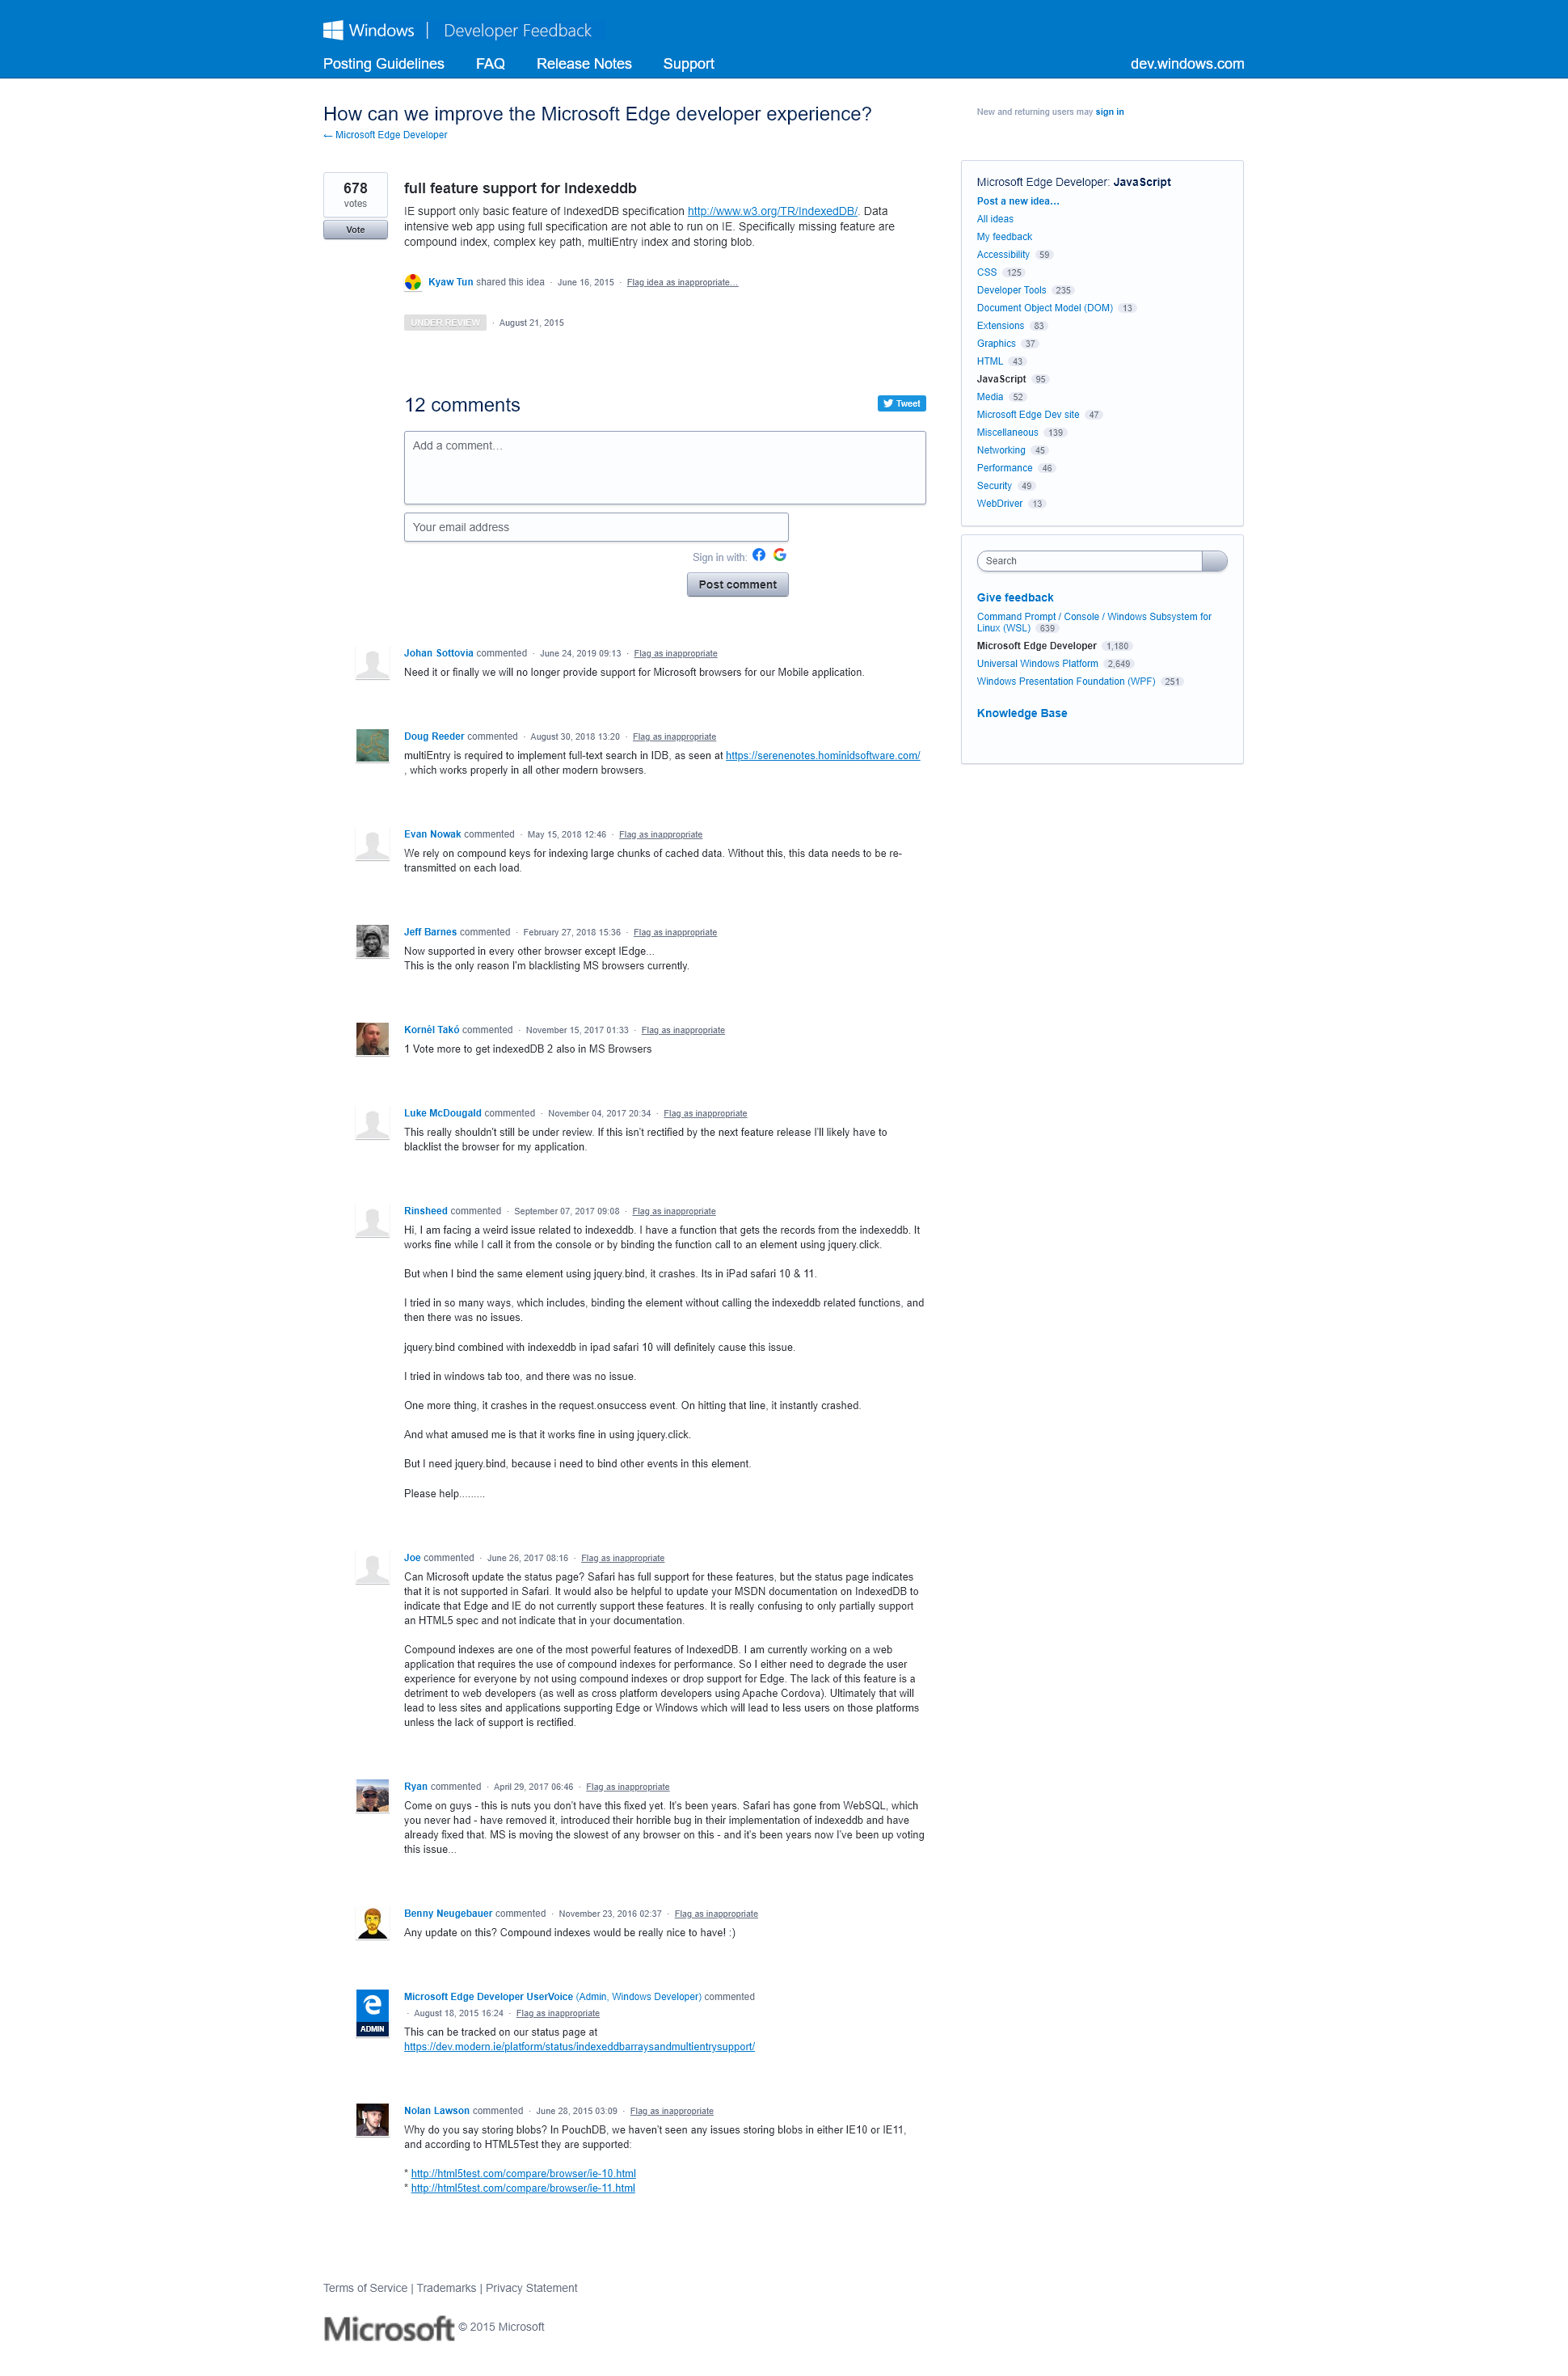 Windows | Developer Feedback
Posting Guidelines FAQ Release Notes Support dev.windows.com
How can we improve the Microsoft Edge developer experience?
← Microsoft Edge Developer
New and returning users may sign in
678
votes
Vote
full feature support for Indexeddb
IE support only basic feature of IndexedDB specification http://www.w3.org/TR/IndexedDB/. Data
intensive web app using full specification are not able to run on IE. Specifically missing feature are
compound index, complex key path, multiEntry index and storing blob.
Kyaw Tun shared this idea · June 16, 2015 · Flag idea as inappropriate…
UNDER REVIEW · August 21, 2015
12 comments
Tweet
Add a comment…
Your email address
Sign in with:
Post comment
Johan Sottovia commented · June 24, 2019 09:13 · Flag as inappropriate
Need it or finally we will no longer provide support for Microsoft browsers for our Mobile application.
Doug Reeder commented · August 30, 2018 13:20 · Flag as inappropriate
multiEntry is required to implement full-text search in IDB, as seen at https://serenenotes.hominidsoftware.com/
, which works properly in all other modern browsers.
Evan Nowak commented · May 15, 2018 12:46 · Flag as inappropriate
We rely on compound keys for indexing large chunks of cached data. Without this, this data needs to be re-
transmitted on each load.
Jeff Barnes commented · February 27, 2018 15:36 · Flag as inappropriate
Now supported in every other browser except IEdge...
This is the only reason I'm blacklisting MS browsers currently.
Kornél Takó commented · November 15, 2017 01:33 · Flag as inappropriate
1 Vote more to get indexedDB 2 also in MS Browsers
Luke McDougald commented · November 04, 2017 20:34 · Flag as inappropriate
This really shouldn't still be under review. If this isn't rectified by the next feature release I'll likely have to
blacklist the browser for my application.
Rinsheed commented · September 07, 2017 09:08 · Flag as inappropriate
Hi, I am facing a weird issue related to indexeddb. I have a function that gets the records from the indexeddb. It
works fine while I call it from the console or by binding the function call to an element using jquery.click.
But when I bind the same element using jquery.bind, it crashes. Its in iPad safari 10 & 11.
I tried in so many ways, which includes, binding the element without calling the indexeddb related functions, and
then there was no issues.
jquery.bind combined with indexeddb in ipad safari 10 will definitely cause this issue.
I tried in windows tab too, and there was no issue.
One more thing, it crashes in the request.onsuccess event. On hitting that line, it instantly crashed.
And what amused me is that it works fine in using jquery.click.
But I need jquery.bind, because i need to bind other events in this element.
Please help.........
Joe commented · June 26, 2017 08:16 · Flag as inappropriate
Can Microsoft update the status page? Safari has full support for these features, but the status page indicates
that it is not supported in Safari. It would also be helpful to update your MSDN documentation on IndexedDB to
indicate that Edge and IE do not currently support these features. It is really confusing to only partially support
an HTML5 spec and not indicate that in your documentation.
Compound indexes are one of the most powerful features of IndexedDB. I am currently working on a web
application that requires the use of compound indexes for performance. So I either need to degrade the user
experience for everyone by not using compound indexes or drop support for Edge. The lack of this feature is a
detriment to web developers (as well as cross platform developers using Apache Cordova). Ultimately that will
lead to less sites and applications supporting Edge or Windows which will lead to less users on those platforms
unless the lack of support is rectified.
Ryan commented · April 29, 2017 06:46 · Flag as inappropriate
Come on guys - this is nuts you don't have this fixed yet. It's been years. Safari has gone from WebSQL, which
you never had - have removed it, introduced their horrible bug in their implementation of indexeddb and have
already fixed that. MS is moving the slowest of any browser on this - and it's been years now I've been up voting
this issue...
Benny Neugebauer commented · November 23, 2016 02:37 · Flag as inappropriate
Any update on this? Compound indexes would be really nice to have! :)
ADMIN
Microsoft Edge Developer UserVoice (Admin, Windows Developer) commented
· August 18, 2015 16:24 · Flag as inappropriate
This can be tracked on our status page at
https://dev.modern.ie/platform/status/indexeddbarraysandmultientrysupport/
Nolan Lawson commented · June 28, 2015 03:09 · Flag as inappropriate
Why do you say storing blobs? In PouchDB, we haven't seen any issues storing blobs in either IE10 or IE11,
and according to HTML5Test they are supported:
* http://html5test.com/compare/browser/ie-10.html
* http://html5test.com/compare/browser/ie-11.html
Microsoft Edge Developer: JavaScript
Post a new idea…
All ideas
My feedback
Accessibility 59
CSS 125
Developer Tools 235
Document Object Model (DOM) 13
Extensions 83
Graphics 37
HTML 43
JavaScript 95
Media 52
Microsoft Edge Dev site 47
Miscellaneous 139
Networking 45
Performance 46
Security 49
WebDriver 13
Search
Give feedback
Command Prompt / Console / Windows Subsystem for
Linux (WSL) 639
Microsoft Edge Developer 1,180
Universal Windows Platform 2,649
Windows Presentation Foundation (WPF) 251
Knowledge Base
Terms of Service | Trademarks | Privacy Statement
Microsoft © 2015 Microsoft